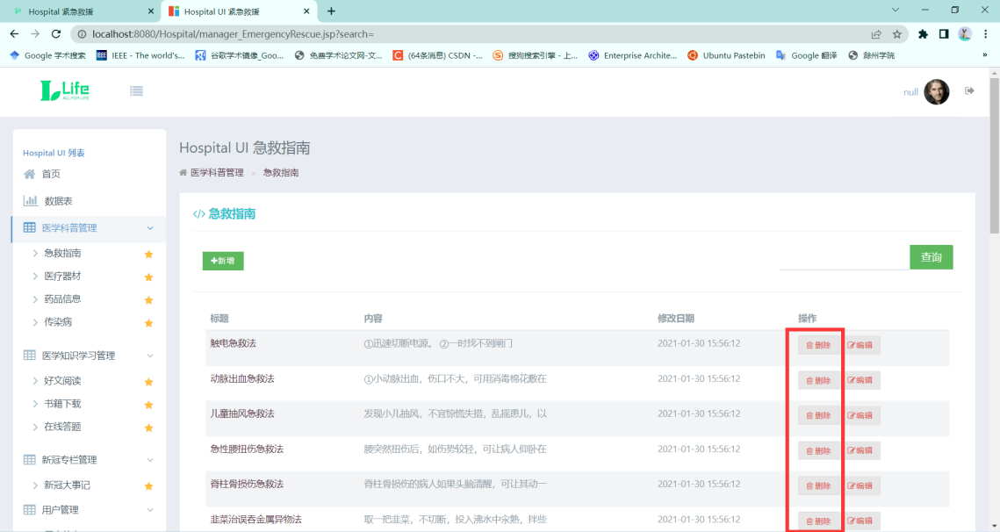 Hospital 紧急救援
Hospital UI 紧急救援
localhost:8080/Hospital/manager_EmergencyRescue.jsp?search=
Google 学术搜索
IEEE - The world's...
谷歌学术镜像_Goo...
免费学术论文网-文...
(64条消息) CSDN -...
搜狗搜索引擎 - 上...
Enterprise Archite...
Ubuntu Pastebin
Google 翻译
滁州学院
»
Life
ALL FOR LIFE
null
Hospital UI 列表
首页
数据表
医学科普管理
急救指南
医疗器材
药品信息
传染病
医学知识学习管理
好文阅读
书籍下载
在线答题
新冠专栏管理
新冠大事记
用户管理
Hospital UI 急救指南
医学科普管理 » 急救指南
</> 急救指南
+新增
查询
标题 内容 修改日期 操作
触电急救法 ①迅速切断电源。 ②一时找不到闸门 2021-01-30 15:56:12 删除 编辑
动脉出血急救法 ①小动脉出血，伤口不大，可用消毒棉花敷在 2021-01-30 15:56:12 删除 编辑
儿童抽风急救法 发现小儿抽风，不宜惊慌失措，乱摇患儿，以 2021-01-30 15:56:12 删除 编辑
急性腰扭伤急救法 腰突然扭伤后，如伤势较轻，可让病人仰卧在 2021-01-30 15:56:12 删除 编辑
脊柱骨损伤急救法 脊柱骨损伤的病人如果头脑清醒，可让其动一 2021-01-30 15:56:12 删除 编辑
韭菜治误吞金属异物法 取一把韭菜，不切断，投入沸水中汆熟，拌些 2021-01-30 15:56:12 删除 编辑